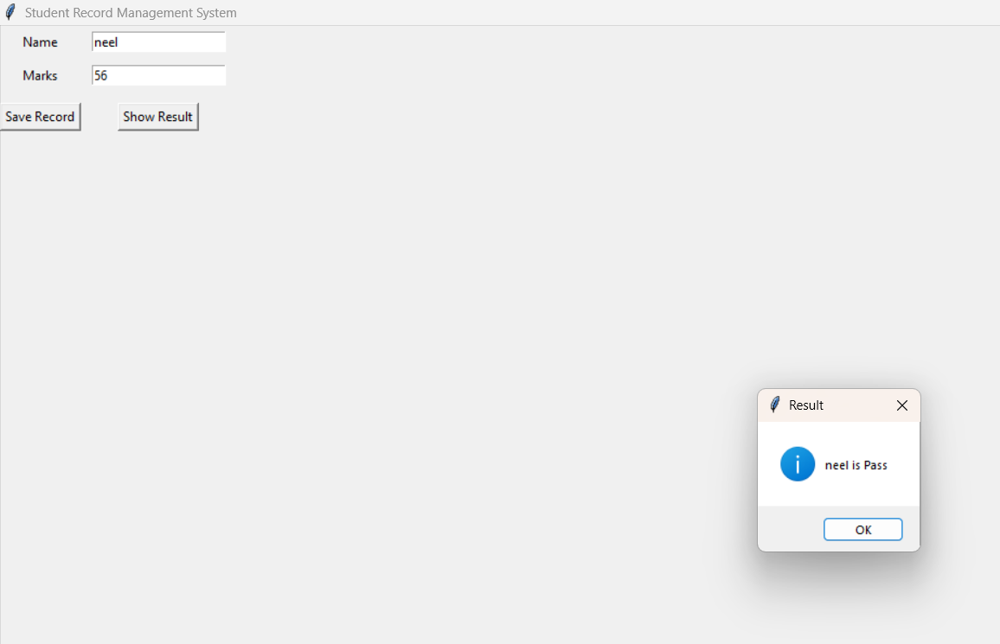 Student Record Management System
Name neel
Marks 56
Save Record Show Result
Result
neel is Pass
OK